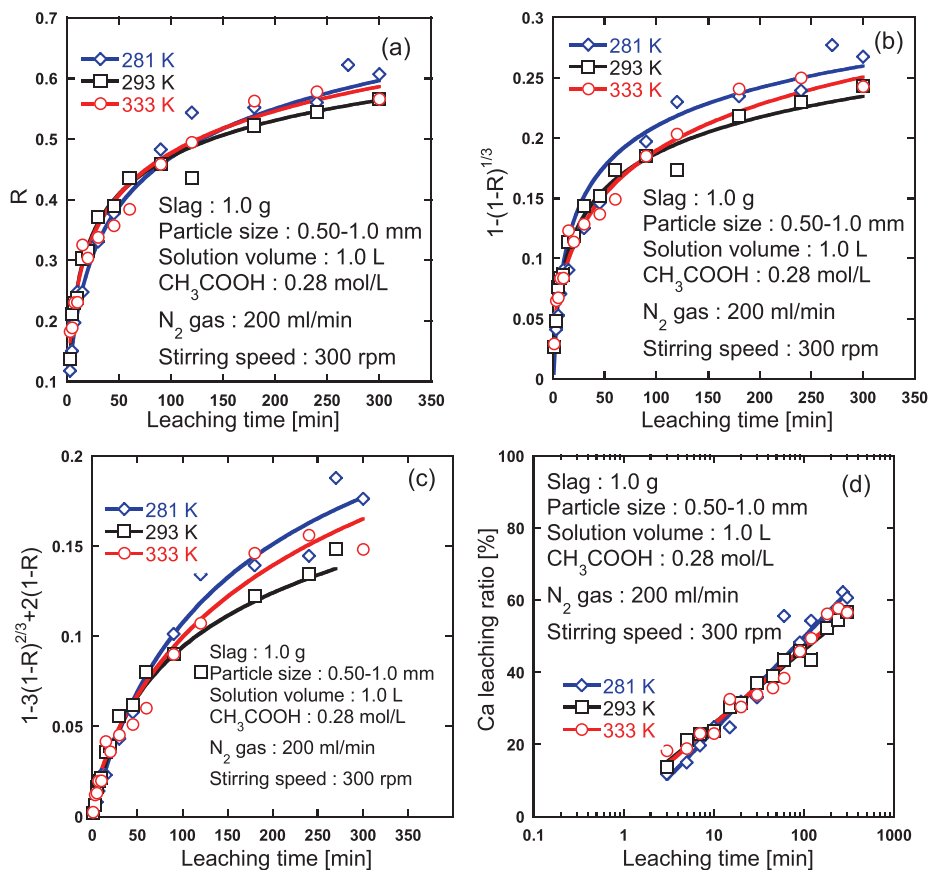 0.7
0.6
0.5
0.4
0.3
0.2
0.1
R
(a)
281 K
293 K
333 K
Slag : 1.0 g
Particle size : 0.50-1.0 mm
Solution volume : 1.0 L
CH₃COOH : 0.28 mol/L
N₂ gas : 200 ml/min
Stirring speed : 300 rpm
0 50 100 150 200 250 300 350
Leaching time [min]
0.3
0.25
0.2
0.15
0.1
0.05
0
1-(1-R)^1/3
(b)
281 K
293 K
333 K
Slag : 1.0 g
Particle size : 0.50-1.0 mm
Solution volume : 1.0 L
CH₃COOH : 0.28 mol/L
N₂ gas : 200 ml/min
Stirring speed : 300 rpm
0 50 100 150 200 250 300 350
Leaching time [min]
0.2
0.15
0.1
0.05
0
1-3(1-R)^2/3+2(1-R)
(c)
281 K
293 K
333 K
Slag : 1.0 g
Particle size : 0.50-1.0 mm
Solution volume : 1.0 L
CH₃COOH : 0.28 mol/L
N₂ gas : 200 ml/min
Stirring speed : 300 rpm
0 50 100 150 200 250 300 350
Leaching time [min]
100
80
60
40
20
0
Ca leaching ratio [%]
(d)
Slag : 1.0 g
Particle size : 0.50-1.0 mm
Solution volume : 1.0 L
CH₃COOH : 0.28 mol/L
N₂ gas : 200 ml/min
Stirring speed : 300 rpm
281 K
293 K
333 K
0.1 1 10 100 1000
Leaching time [min]